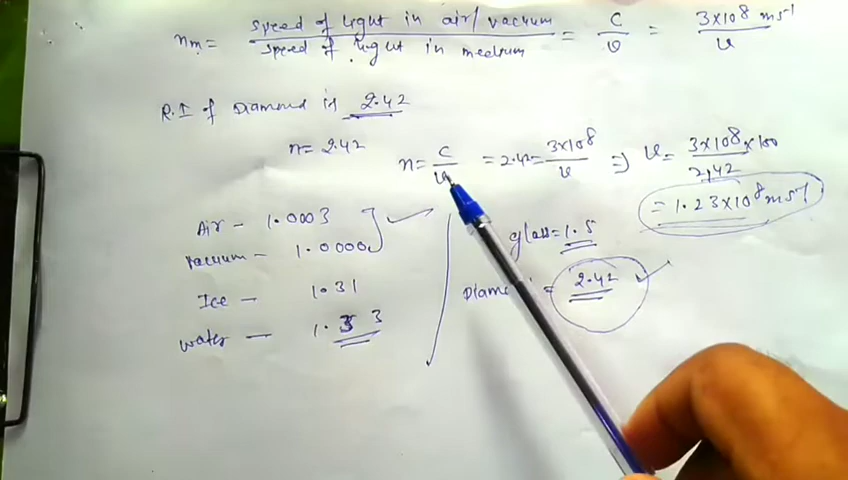 nm = speed of light in air/vacuum / speed of light in medium = c/v = 3×108 ms-1 / v
R.I of Diamond is 2.42
n = 2.42
n = c/v = 2.42 = 3×108 / v ⇒ v = 3×108×100 / 2,42
= 1.23×108 ms-1
Air - 1.0003
vacuum - 1.0000
Ice - 1.31
water - 1.33
glass = 1.5
= 2.42